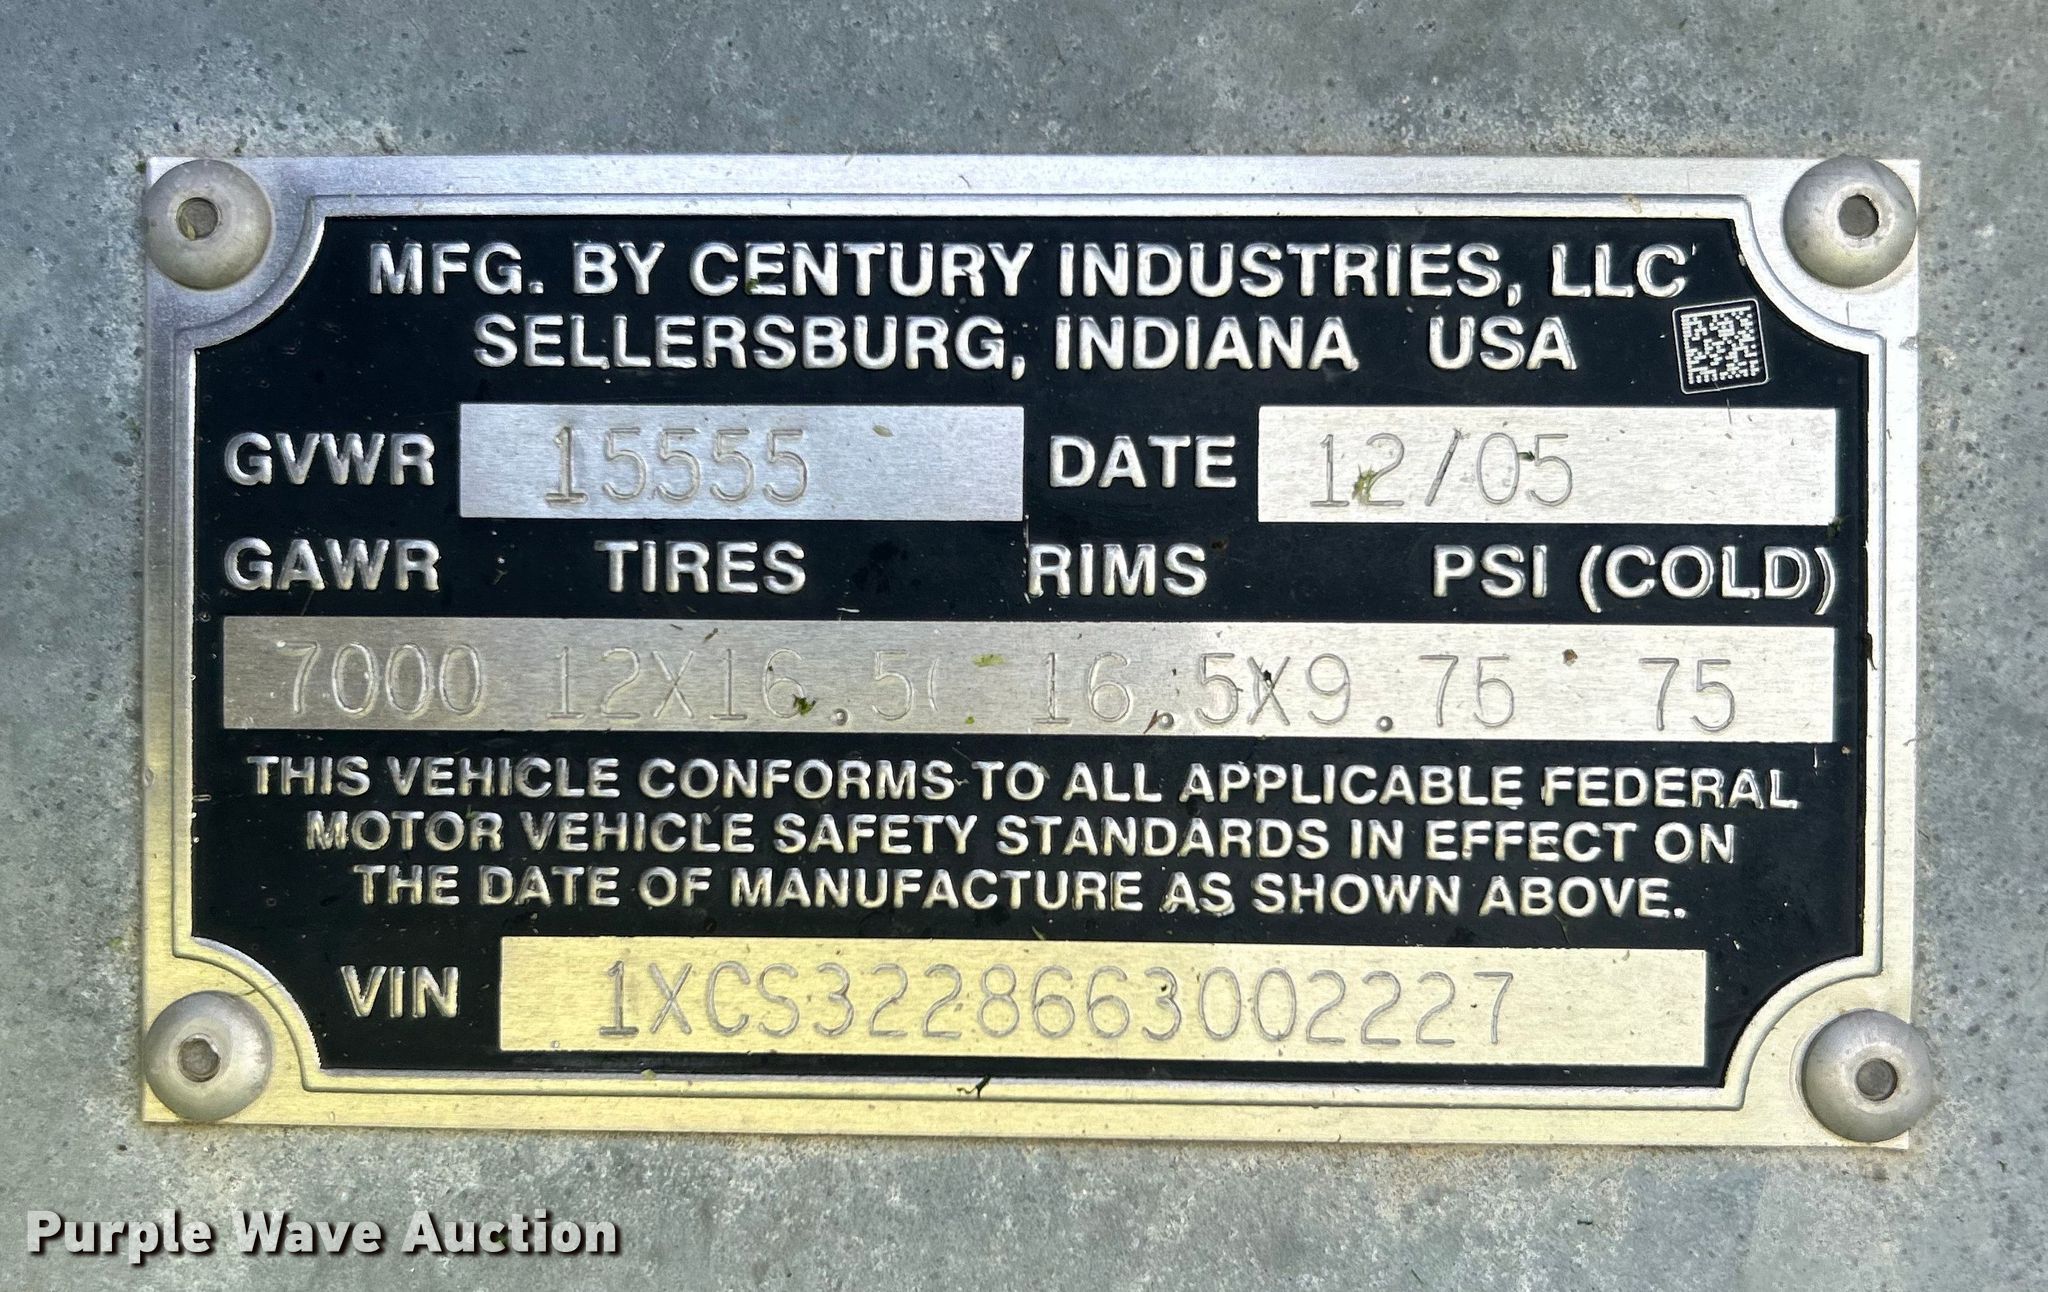 MFG. BY CENTURY INDUSTRIES, LLC
SELLERSBURG, INDIANA USA
GVWR 15555 DATE 12/05
GAWR TIRES RIMS PSI (COLD)
7000 12X16.5( 16.5X9.75 75
THIS VEHICLE CONFORMS TO ALL APPLICABLE FEDERAL
MOTOR VEHICLE SAFETY STANDARDS IN EFFECT ON
THE DATE OF MANUFACTURE AS SHOWN ABOVE.
VIN 1XCS3228663002227
Purple Wave Auction